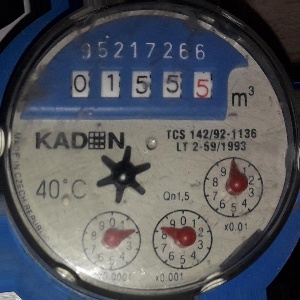 95217266
01555 m³
KADEN
TCS 142/92-1136
LT 2-59/1993
40°C
Qn1,5
x0.01
x0.0001
x0.001